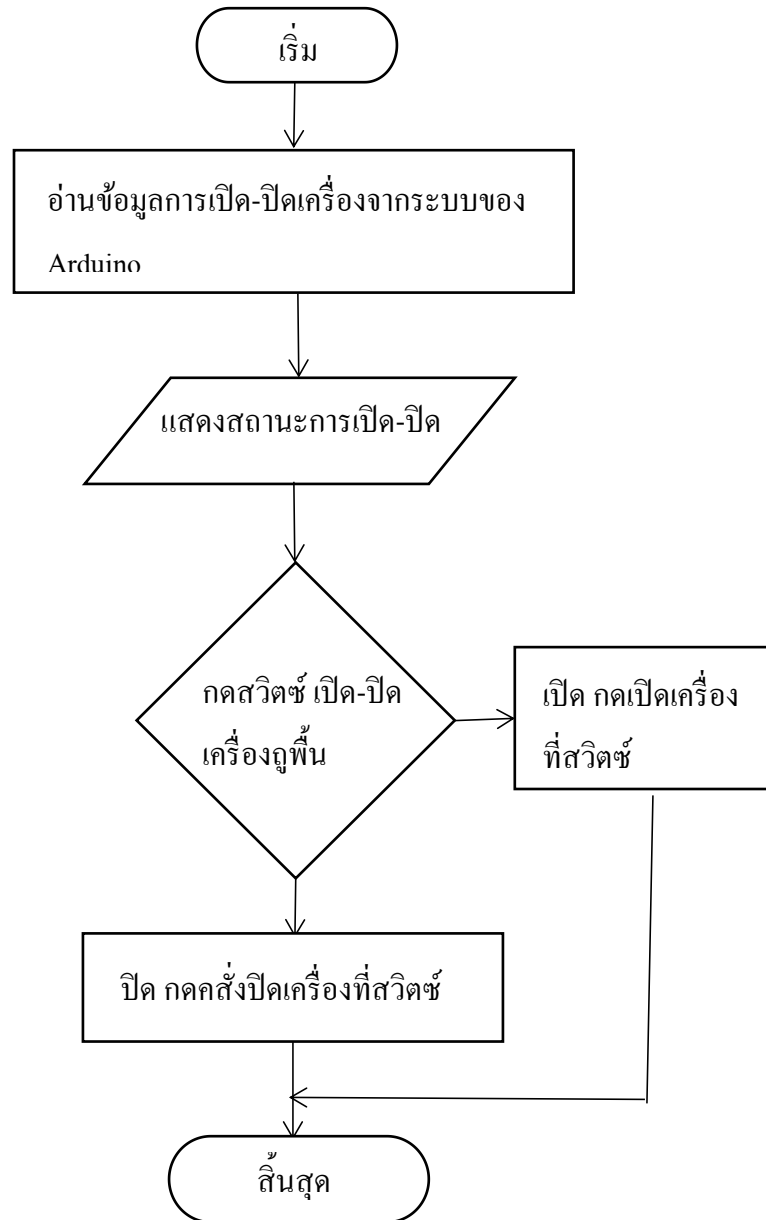 เริ่ม
อ่านข้อมูลการเปิด-ปิดเครื่องจากระบบของ
Arduino
แสดงสถานะการเปิด-ปิด
กดสวิตซ์ เปิด-ปิด
เครื่องถูพื้น
เปิด กดเปิดเครื่อง
ที่สวิตซ์
ปิด กดคสั่งปิดเครื่องที่สวิตซ์
สิ้นสุด